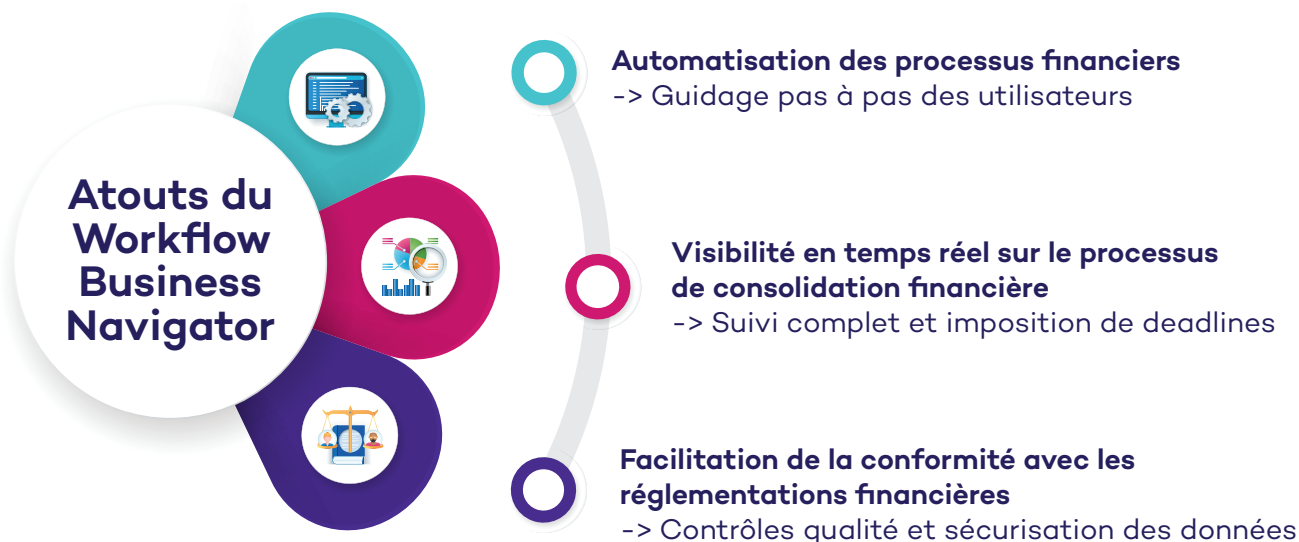 Atouts du
Workflow
Business
Navigator
Automatisation des processus financiers
-> Guidage pas à pas des utilisateurs
Visibilité en temps réel sur le processus
de consolidation financière
-> Suivi complet et imposition de deadlines
Facilitation de la conformité avec les
réglementations financières
-> Contrôles qualité et sécurisation des données